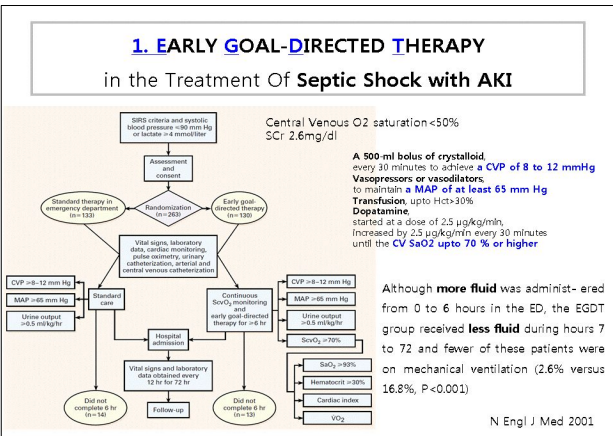 1. EARLY GOAL-DIRECTED THERAPY
in the Treatment Of Septic Shock with AKI
SIRS criteria and systolic
blood pressure ≤90 mm Hg
or lactate ≥4 mmol/liter
Assessment
and
consent
Standard therapy in
emergency department
(n=133)
Randomization
(n=263)
Early goal-
directed therapy
(n=130)
Vital signs, laboratory
data, cardiac monitoring,
pulse oximetry, urinary
catheterization, arterial and
central venous catheterization
CVP ≥8–12 mm Hg
MAP ≥65 mm Hg
Urine output
≥0.5 ml/kg/hr
Standard
care
Continuous
ScvO2 monitoring
and
early goal-directed
therapy for ≥6 hr
CVP ≥8–12 mm Hg
MAP ≥65 mm Hg
Urine output
≥0.5 ml/kg/hr
ScvO2 ≥70%
SaO2 ≥93%
Hematocrit ≥30%
Cardiac index
VO2
Hospital
admission
Vital signs and laboratory
data obtained every
12 hr for 72 hr
Did not
complete 6 hr
(n=14)
Follow-up
Did not
complete 6 hr
(n=13)
Central Venous O2 saturation<50%
SCr 2.6mg/dl
A 500-ml bolus of crystalloid,
every 30 minutes to achieve a CVP of 8 to 12 mmHg
Vasopressors or vasodilators,
to maintain a MAP of at least 65 mm Hg
Transfusion, upto Hct>30%
Dopatamine,
started at a dose of 2.5 μg/kg/min,
increased by 2.5 μg/kg/min every 30 minutes
until the CV SaO2 upto 70 % or higher
Although more fluid was administ- ered
from 0 to 6 hours in the ED, the EGDT
group received less fluid during hours 7
to 72 and fewer of these patients were
on mechanical ventilation (2.6% versus
16.8%, P<0.001)
N Engl J Med 2001